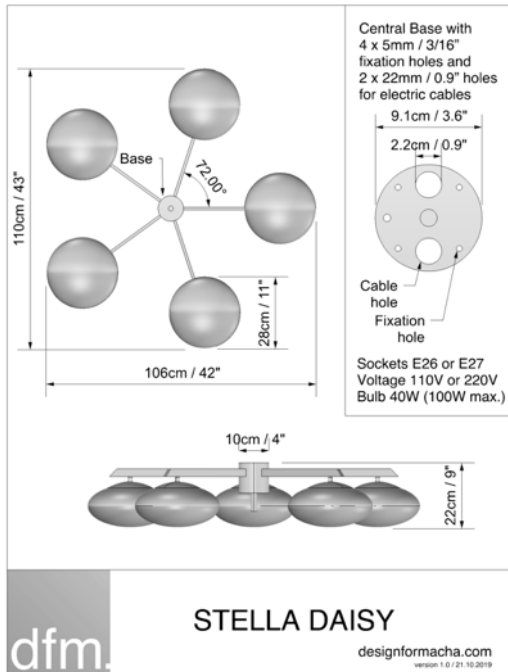 Central Base with
4 x 5mm / 3/16"
fixation holes and
2 x 22mm / 0.9" holes
for electric cables
9.1cm / 3.6"
2.2cm / 0.9"
Cable
hole
Fixation
hole
Sockets E26 or E27
Voltage 110V or 220V
Bulb 40W (100W max.)
Base
72.00°
110cm / 43"
28cm / 11"
106cm / 42"
10cm / 4"
22cm / 9"
dfm.
STELLA DAISY
designformacha.com
version 1.0 / 21.10.2019